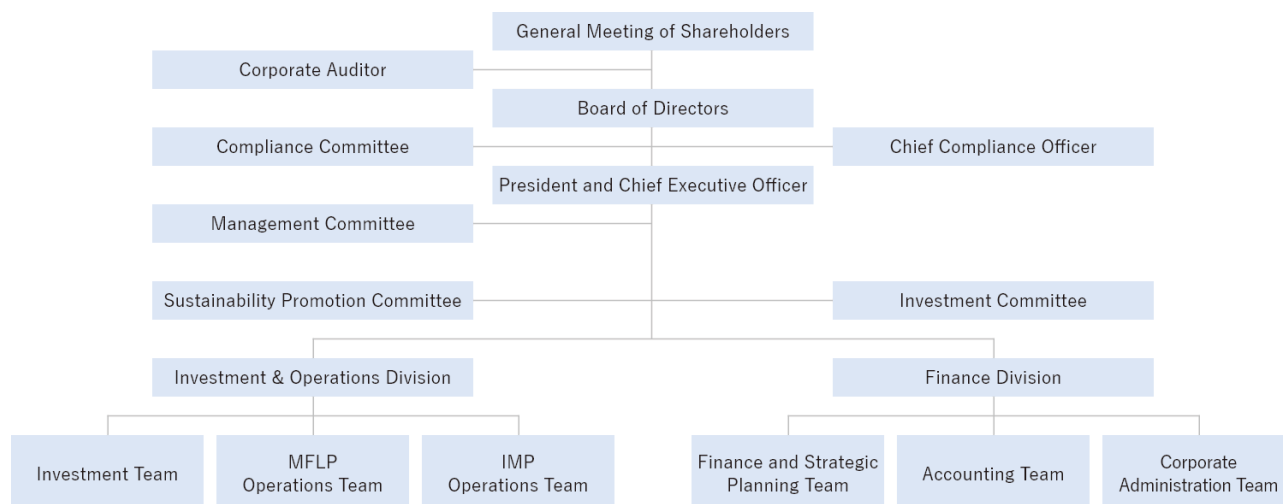 General Meeting of Shareholders
Corporate Auditor
Board of Directors
Compliance Committee
Chief Compliance Officer
President and Chief Executive Officer
Management Committee
Sustainability Promotion Committee
Investment Committee
Investment & Operations Division
Finance Division
Investment Team
MFLP
Operations Team
IMP
Operations Team
Finance and Strategic
Planning Team
Accounting Team
Corporate
Administration Team